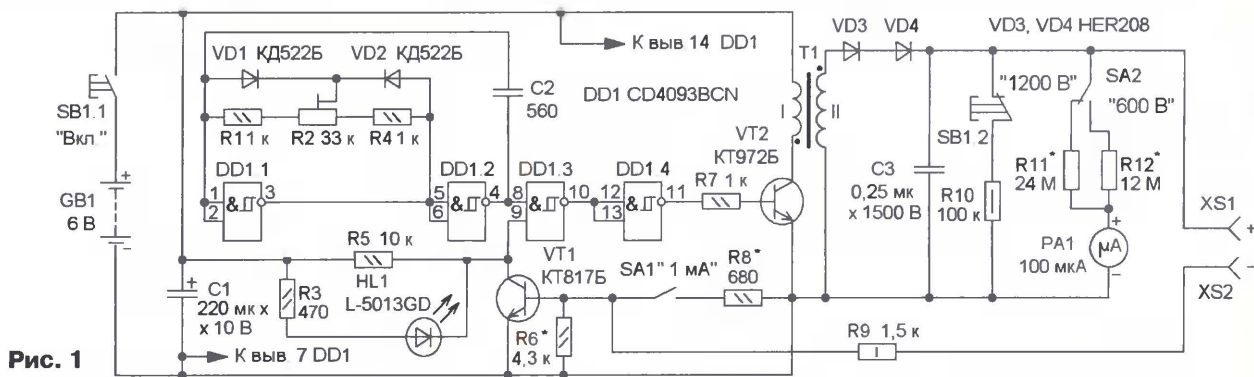 К выв. 14 DD1
VD3
VD4
VD3, VD4 HER208
VD1 КД522Б
VD2 КД522Б
T1
C2
560
DD1 CD4093BCN
I
II
"1200 В"
SA2
"600 В"
SB1.1
"Вкл."
R1 1 к
R2 33 к
R4 1 к
VT2
КТ972Б
SB1.2
DD1.1
DD1.2
DD1.3
DD1.4
R7 1 к
C3
0,25 мк
х 1500 В
R11*
24 М
R12*
12 М
1
2
&
3
5
6
&
4
8
9
&
10
12
13
&
11
R10
100 к
GB1
6 В
+
−
XS1
+
R5 10 к
VT1
КТ817Б
SA1 "1 мА"
R8*
680
+
μA
−
PA1
100 мкА
−
XS2
HL1
L-5013GD
+
C1
220 мк х
х 10 В
R3
470
R6*
4,3 к
R9 1,5 к
К выв. 7 DD1
Рис. 1